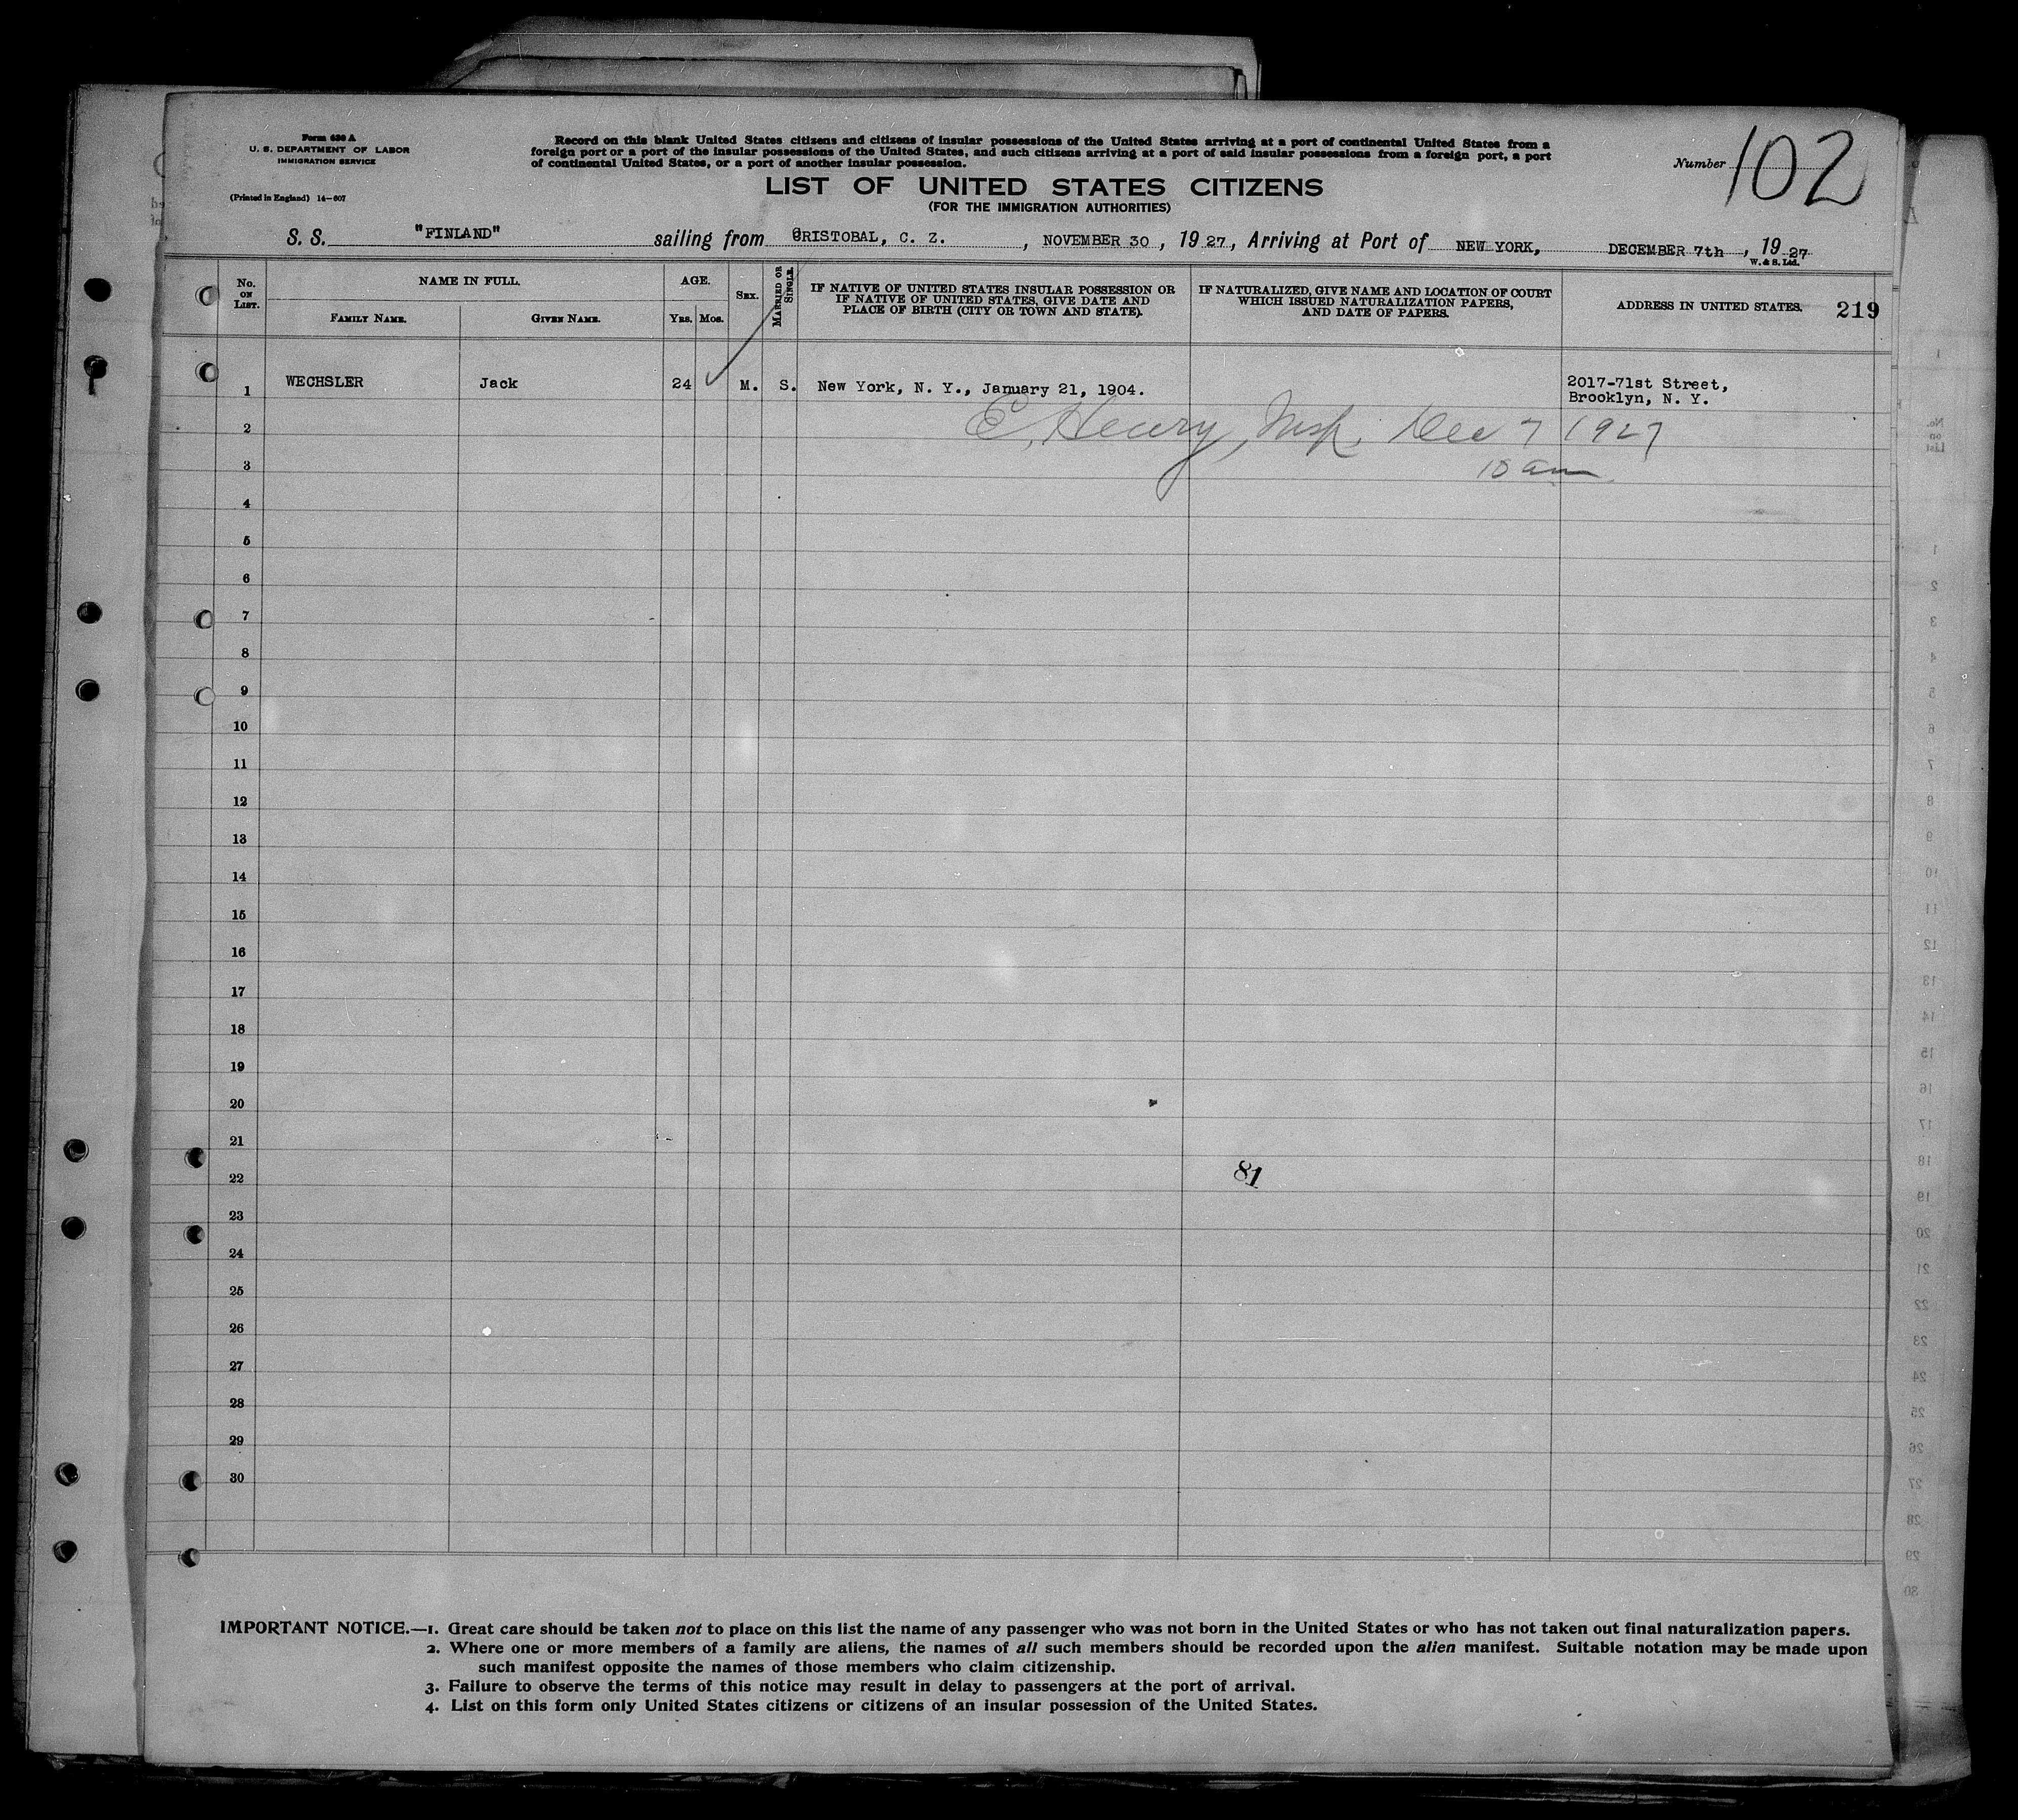 Form 630 A
U. S. DEPARTMENT OF LABOR
IMMIGRATION SERVICE
(Printed in England) 14—607
Record on this blank United States citizens and citizens of insular possessions of the United States arriving at a port of continental United States from a
foreign port or a port of the insular possessions of the United States, and such citizens arriving at a port of said insular possessions from a foreign port, a port
of continental United States, or a port of another insular possession.
Number 102
LIST OF UNITED STATES CITIZENS
(FOR THE IMMIGRATION AUTHORITIES)
S. S. "FINLAND" sailing from CRISTOBAL, C. Z. , NOVEMBER 30 , 19 27, Arriving at Port of NEW YORK, DECEMBER 7th , 19 27
W. & S. Ltd.
No. ON LIST.
NAME IN FULL.
FAMILY NAME. GIVEN NAME.
AGE.
YRS. MOS.
SEX.
MARRIED OR SINGLE.
IF NATIVE OF UNITED STATES INSULAR POSSESSION OR
IF NATIVE OF UNITED STATES, GIVE DATE AND
PLACE OF BIRTH (CITY OR TOWN AND STATE).
IF NATURALIZED, GIVE NAME AND LOCATION OF COURT
WHICH ISSUED NATURALIZATION PAPERS,
AND DATE OF PAPERS.
ADDRESS IN UNITED STATES. 219
1 WECHSLER Jack 24 M. S. New York, N. Y., January 21, 1904. 2017-71st Street,
Brooklyn, N. Y.
2 E. Henry, Insp. Dec 7 1927
3 10 am
4
5
6
7
8
9
10
11
12
13
14
15
16
17
18
19
20
21
22 81
23
24
25
26
27
28
29
30
IMPORTANT NOTICE.—1. Great care should be taken not to place on this list the name of any passenger who was not born in the United States or who has not taken out final naturalization papers.
2. Where one or more members of a family are aliens, the names of all such members should be recorded upon the alien manifest. Suitable notation may be made upon
such manifest opposite the names of those members who claim citizenship.
3. Failure to observe the terms of this notice may result in delay to passengers at the port of arrival.
4. List on this form only United States citizens or citizens of an insular possession of the United States.